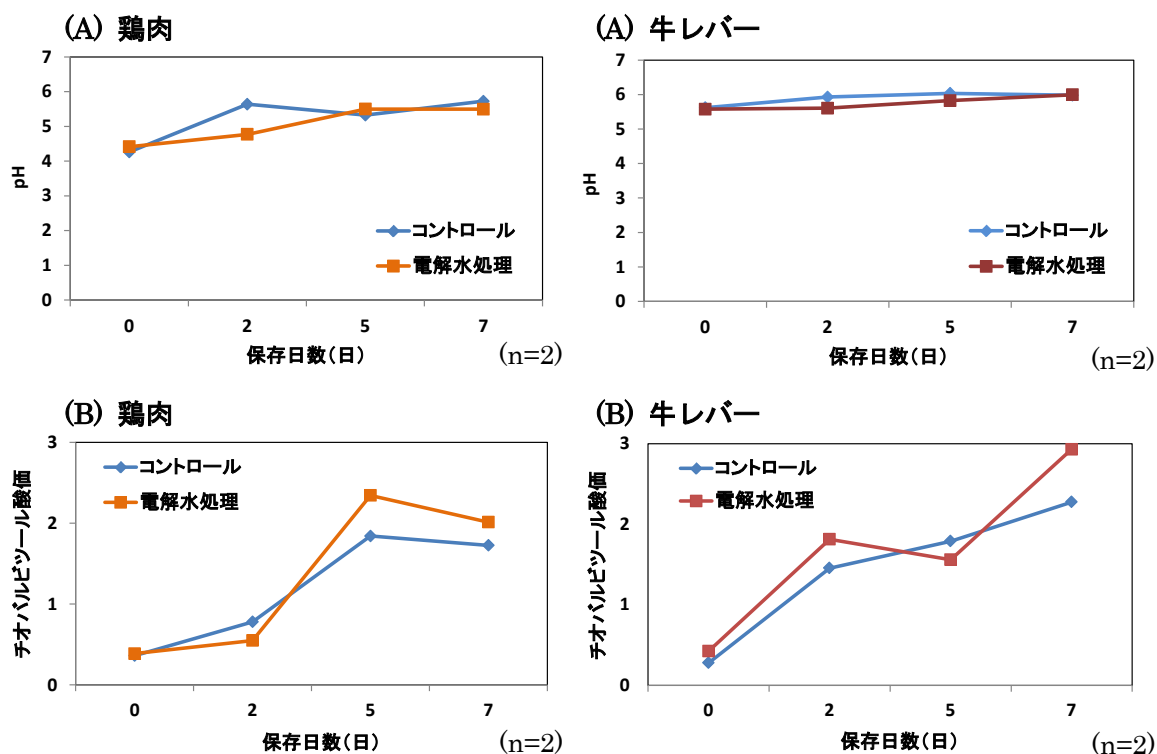 (A) 鶏肉
7
6
5
4
3
2
1
0
pH
コントロール
電解水処理
0 2 5 7
保存日数(日)
(n=2)
(A) 牛レバー
7
6
5
4
3
2
1
0
pH
コントロール
電解水処理
0 2 5 7
保存日数(日)
(n=2)
(B) 鶏肉
3
2
1
0
チオバルビツール酸価
コントロール
電解水処理
0 2 5 7
保存日数(日)
(n=2)
(B) 牛レバー
3
2
1
0
チオバルビツール酸価
コントロール
電解水処理
0 2 5 7
保存日数(日)
(n=2)